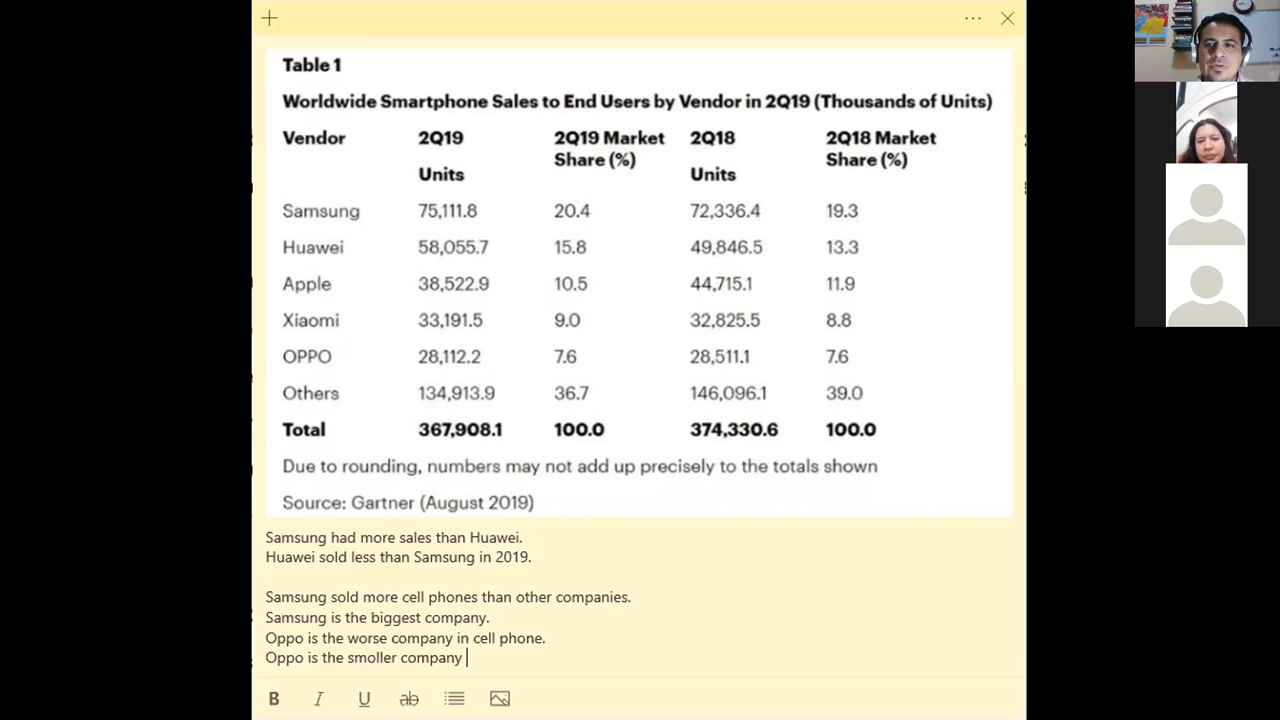 Table 1
Worldwide Smartphone Sales to End Users by Vendor in 2Q19 (Thousands of Units)
Vendor 2Q19 Units 2Q19 Market Share (%) 2Q18 Units 2Q18 Market Share (%)
Samsung 75,111.8 20.4 72,336.4 19.3
Huawei 58,055.7 15.8 49,846.5 13.3
Apple 38,522.9 10.5 44,715.1 11.9
Xiaomi 33,191.5 9.0 32,825.5 8.8
OPPO 28,112.2 7.6 28,511.1 7.6
Others 134,913.9 36.7 146,096.1 39.0
Total 367,908.1 100.0 374,330.6 100.0
Due to rounding, numbers may not add up precisely to the totals shown
Source: Gartner (August 2019)
Samsung had more sales than Huawei.
Huawei sold less than Samsung in 2019.
Samsung sold more cell phones than other companies.
Samsung is the biggest company.
Oppo is the worse company in cell phone.
Oppo is the smoller company
B I U ab